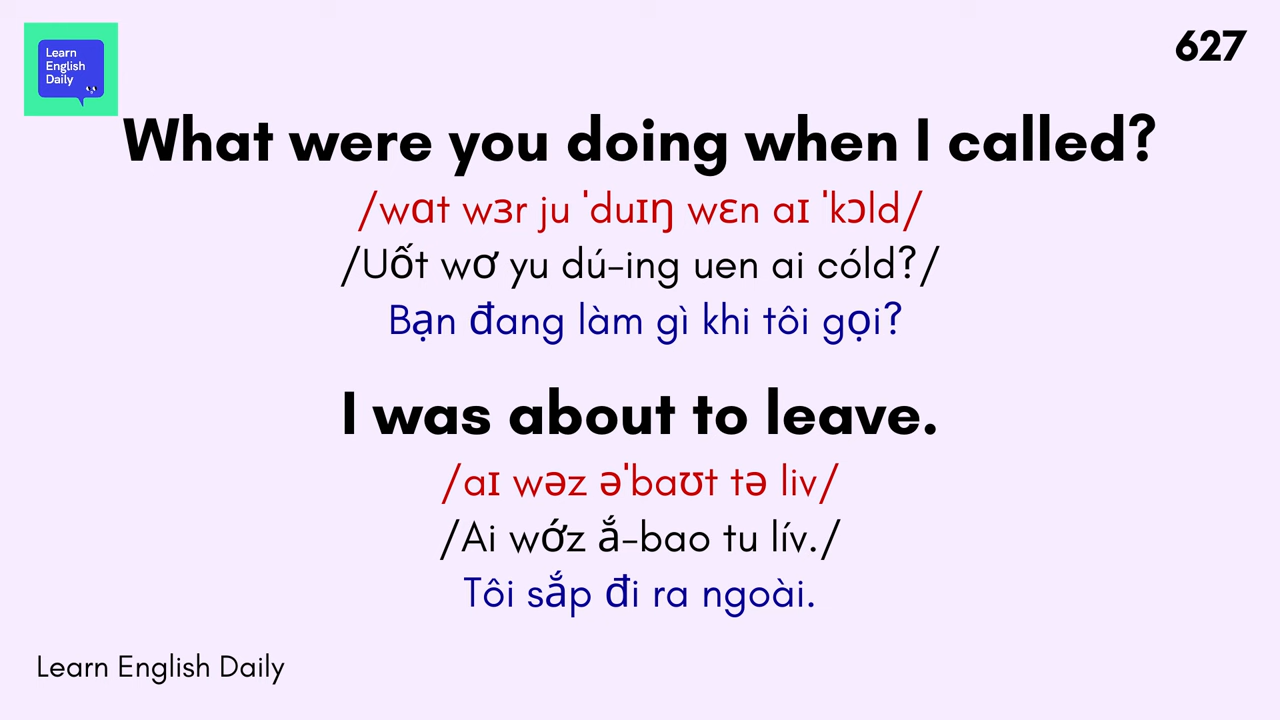 Learn
English
Daily
627
What were you doing when I called?
/wɑt wɜr ju ˈduɪŋ wɛn aɪ ˈkɔld/
/Uốt wơ yu dú-ing uen ai cóld?/
Bạn đang làm gì khi tôi gọi?
I was about to leave.
/aɪ wəz əˈbaʊt tə liv/
/Ai wớz ắ-bao tu lív./
Tôi sắp đi ra ngoài.
Learn English Daily